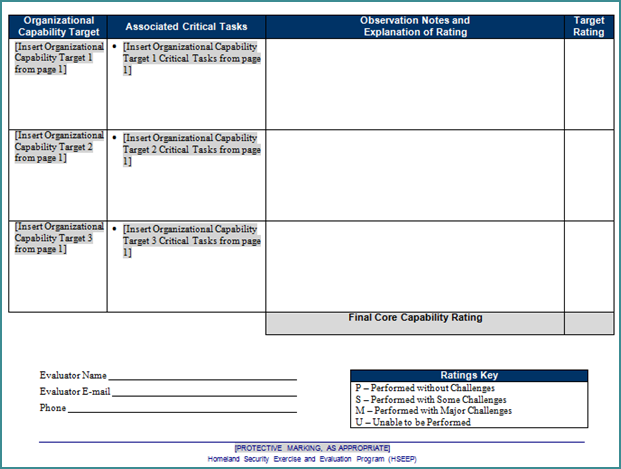 Organizational
Capability Target
Associated Critical Tasks
Observation Notes and
Explanation of Rating
Target
Rating
[Insert Organizational
Capability Target 1
from page 1]
• [Insert Organizational Capability
Target 1 Critical Tasks from page
1]
[Insert Organizational
Capability Target 2
from page 1]
• [Insert Organizational Capability
Target 2 Critical Tasks from page
1]
[Insert Organizational
Capability Target 3
from page 1]
• [Insert Organizational Capability
Target 3 Critical Tasks from page
1]
Final Core Capability Rating
Evaluator Name
Evaluator E-mail
Phone
Ratings Key
P – Performed without Challenges
S – Performed with Some Challenges
M – Performed with Major Challenges
U – Unable to be Performed
[PROTECTIVE MARKING, AS APPROPRIATE]
Homeland Security Exercise and Evaluation Program (HSEEP)